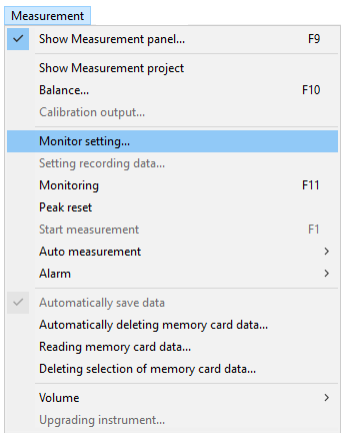 Measurement
Show Measurement panel... F9
Show Measurement project
Balance... F10
Calibration output...
Monitor setting...
Setting recording data...
Monitoring F11
Peak reset
Start measurement F1
Auto measurement
Alarm
Automatically save data
Automatically deleting memory card data...
Reading memory card data...
Deleting selection of memory card data...
Volume
Upgrading instrument...